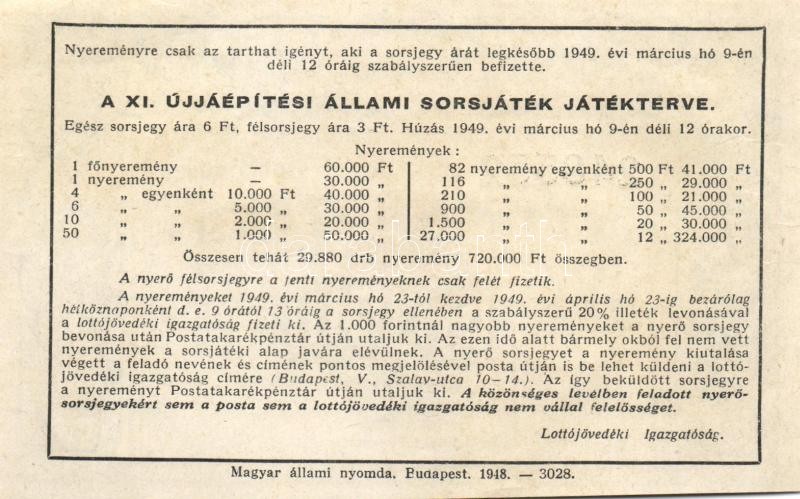 Nyereményre csak az tarthat igényt, aki a sorsjegy árát legkésőbb 1949. évi március hó 9-én
déli 12 óráig szabályszerűen befizette.
A XI. ÚJJÁÉPÍTÉSI ÁLLAMI SORSJÁTÉK JÁTÉKTERVE.
Egész sorsjegy ára 6 Ft, félsorsjegy ára 3 Ft. Húzás 1949. évi március hó 9-én déli 12 órakor.
Nyeremények :
1 főnyeremény — 60.000 Ft 82 nyeremény egyenként 500 Ft 41.000 Ft
1 nyeremény — 30.000 „ 116 „ „ 250 „ 29.000 „
4 „ egyenként 10.000 Ft 40.000 „ 210 „ „ 100 „ 21.000 „
6 „ „ 5.000 „ 30.000 „ 900 „ „ 50 „ 45.000 „
10 „ „ 2.000 „ 20.000 „ 1.500 „ „ 20 „ 30.000 „
50 „ „ 1.000 „ 50.000 „ 27.000 „ „ 12 „ 324.000 „
Összesen tehát 29.880 drb nyeremény 720.000 Ft összegben.
A nyerő félsorsjegyre a fenti nyereményeknek csak felét fizetik.
A nyereményeket 1949. évi március hó 23-tól kezdve 1949. évi április hó 23-ig bezárólag
hétköznaponként d. e. 9 órától 13 óráig a sorsjegy ellenében a szabályszerű 20% illeték levonásával
a lottojövedéki igazgatóság fizeti ki. Az 1.000 forintnál nagyobb nyereményeket a nyerő sorsjegy
bevonása után Postatakarékpénztár útján utaljuk ki. Az ezen idő alatt bármely okból fel nem vett
nyeremények a sorsjátéki alap javára elévülnek. A nyerő sorsjegyet a nyeremény kiutalása
végett a feladó nevének és címének pontos megjelölésével posta útján is be lehet küldeni a lottó-
jövedéki igazgatóság címére (Budapest, V., Szalay-utca 10–14.). Az így beküldött sorsjegyre
a nyereményt Postatakarékpénztár útján utaljuk ki. A közönséges levélben feladott nyerő-
sorsjegyekért sem a posta sem a lottójövedéki igazgatóság nem vállal felelősséget.
Lottójövedéki Igazgatóság.
Magyar állami nyomda. Budapest. 1948. — 3028.